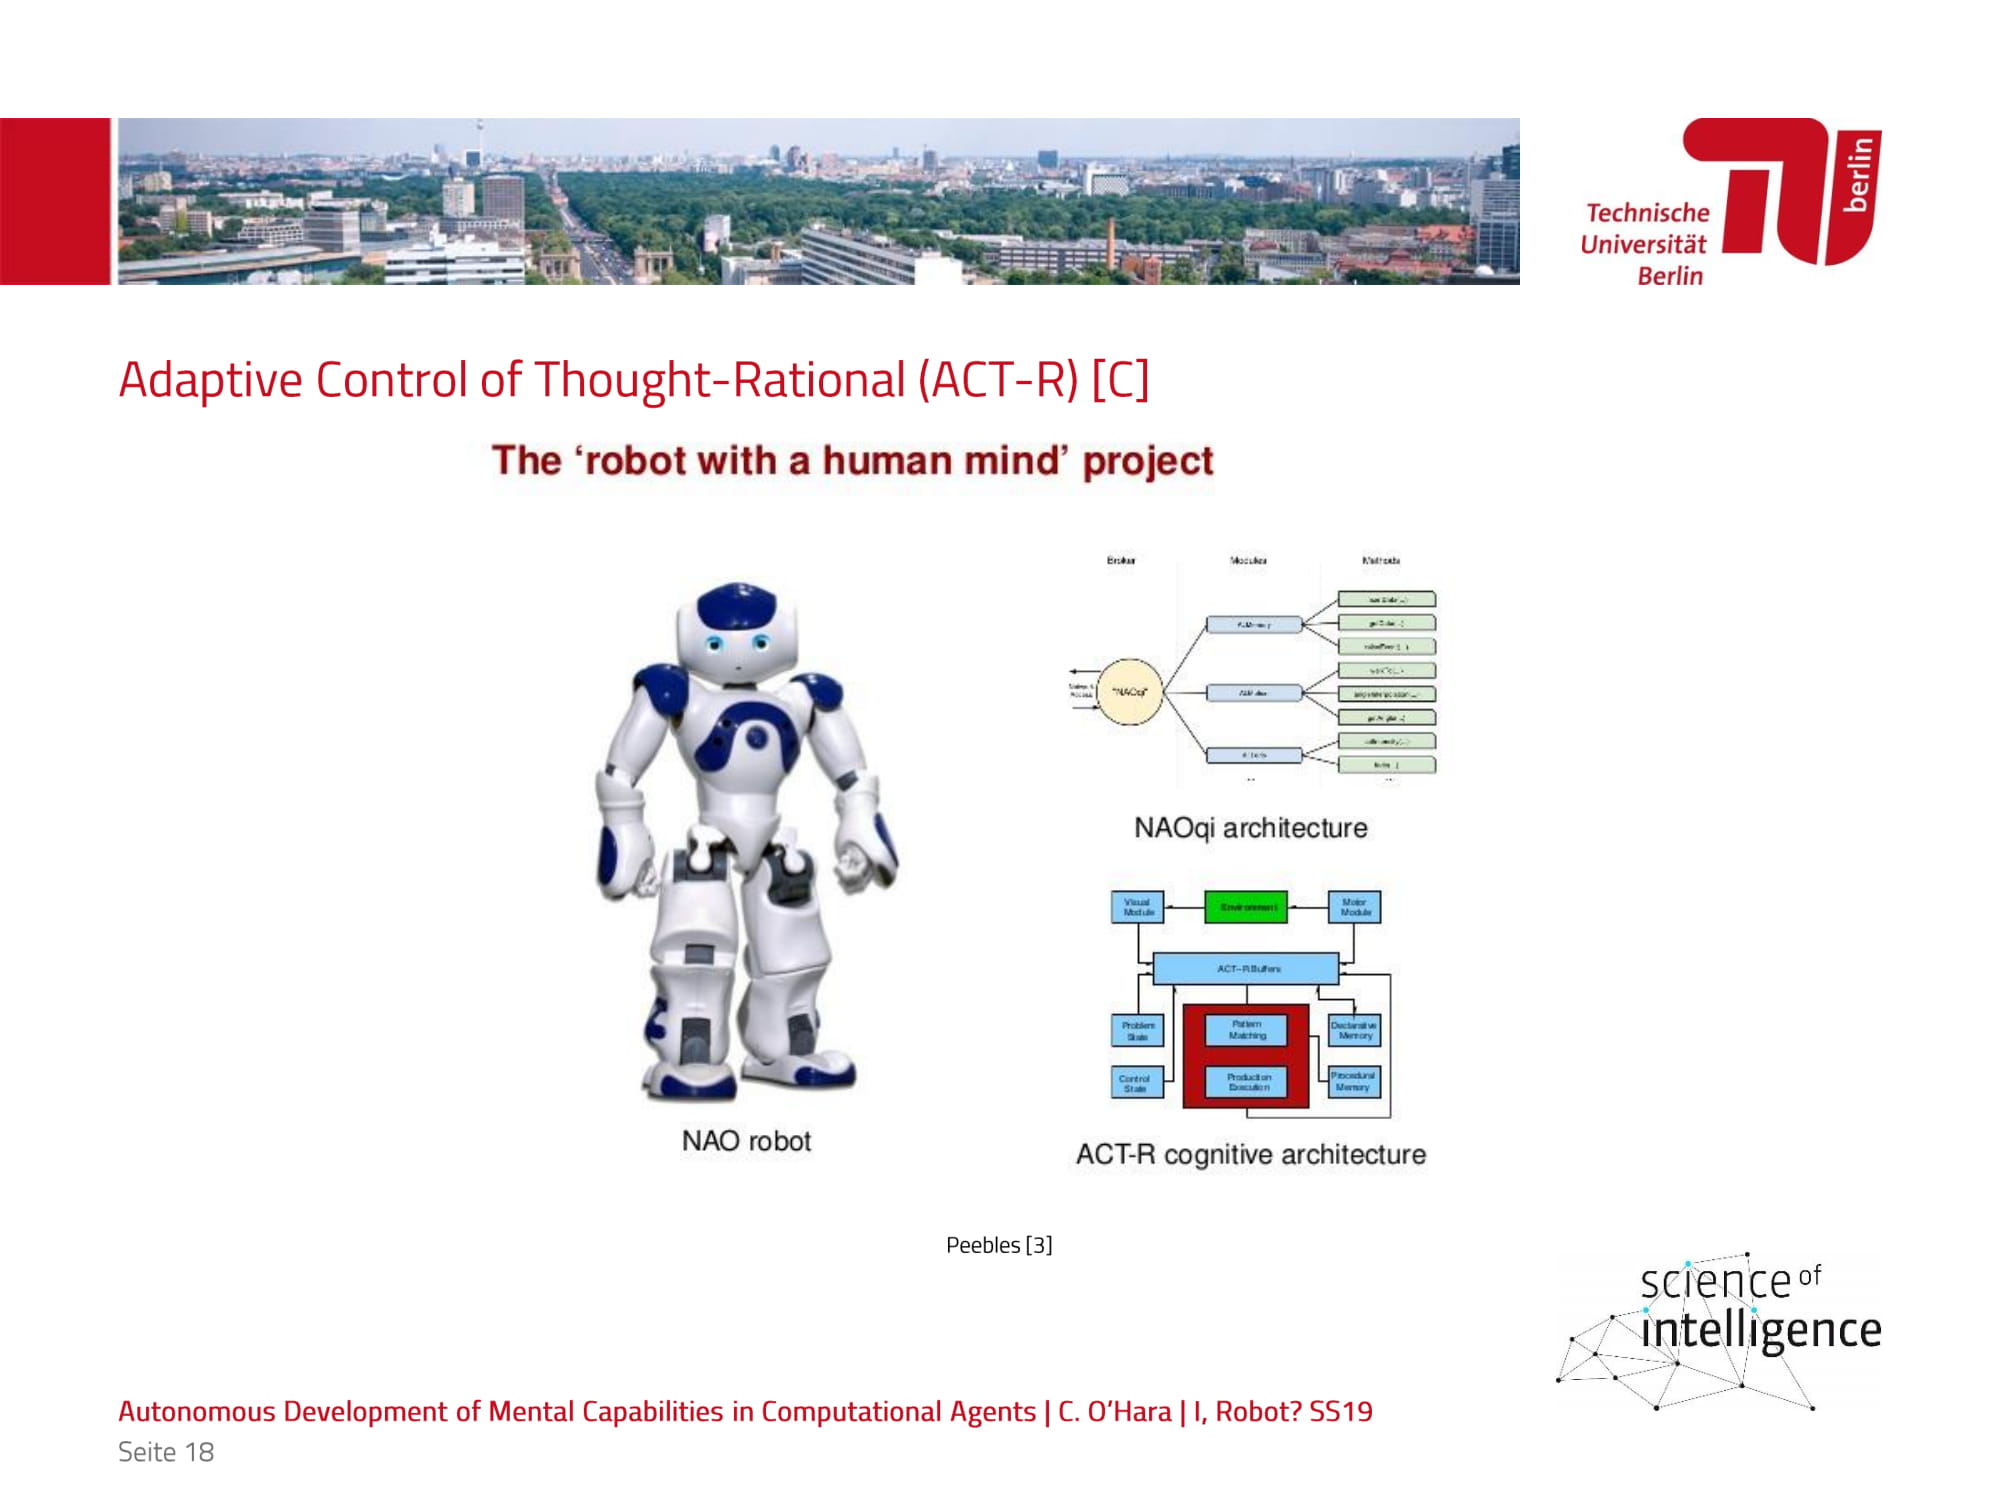 Technische
Universität
Berlin
berlin
Adaptive Control of Thought-Rational (ACT-R) [C]
The ‘robot with a human mind’ project
Broker Modules Methods
"NAOqi"
NAOqi architecture
Visual
Module
Environment
Motor
Module
ACT-R Buffers
Problem
State
Pattern
Matching
Declarative
Memory
Control
State
Production
Execution
Procedural
Memory
NAO robot
ACT-R cognitive architecture
Peebles [3]
science of
intelligence
Autonomous Development of Mental Capabilities in Computational Agents | C. O’Hara | I, Robot? SS19
Seite 18